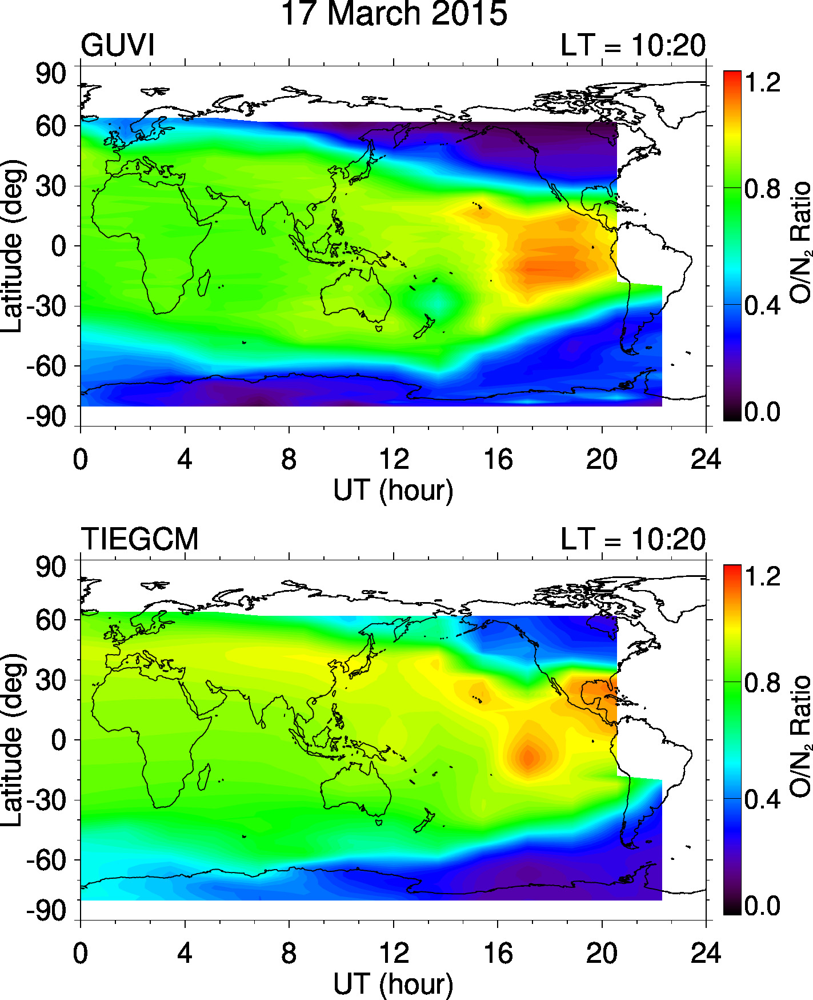 17 March 2015
GUVI LT = 10:20
90
60
30
0
-30
-60
-90
Latitude (deg)
0 4 8 12 16 20 24
UT (hour)
1.2
0.8
0.4
0.0
O/N₂ Ratio
TIEGCM LT = 10:20
90
60
30
0
-30
-60
-90
Latitude (deg)
0 4 8 12 16 20 24
UT (hour)
1.2
0.8
0.4
0.0
O/N₂ Ratio